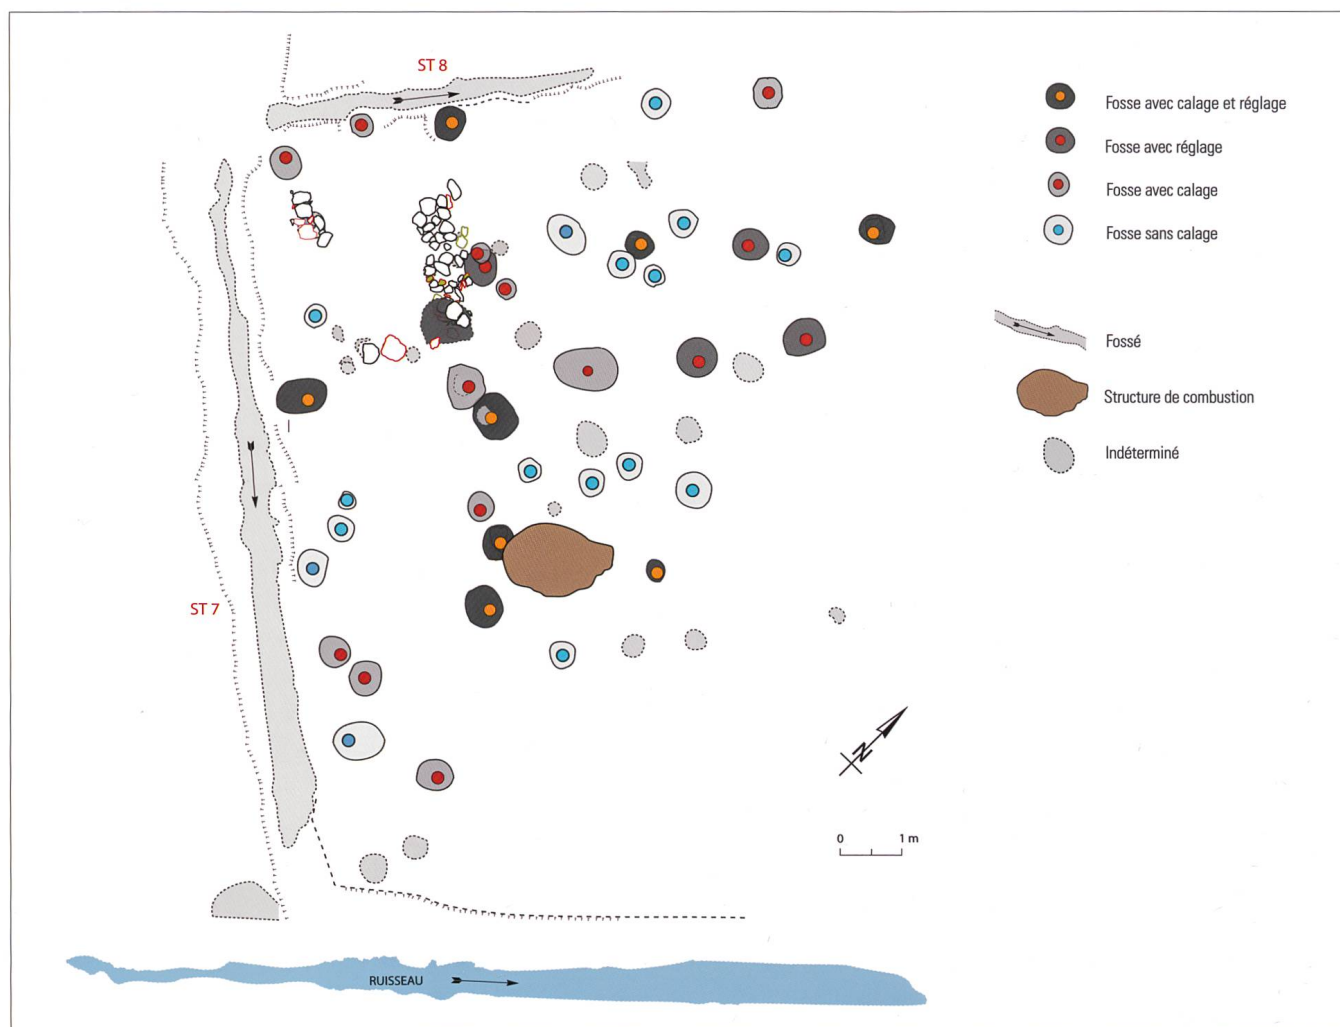 ST 8
Fosse avec calage et réglage
Fosse avec réglage
Fosse avec calage
Fosse sans calage
Fossé
Structure de combustion
Indéterminé
ST 7
N
0 1 m
RUISSEAU